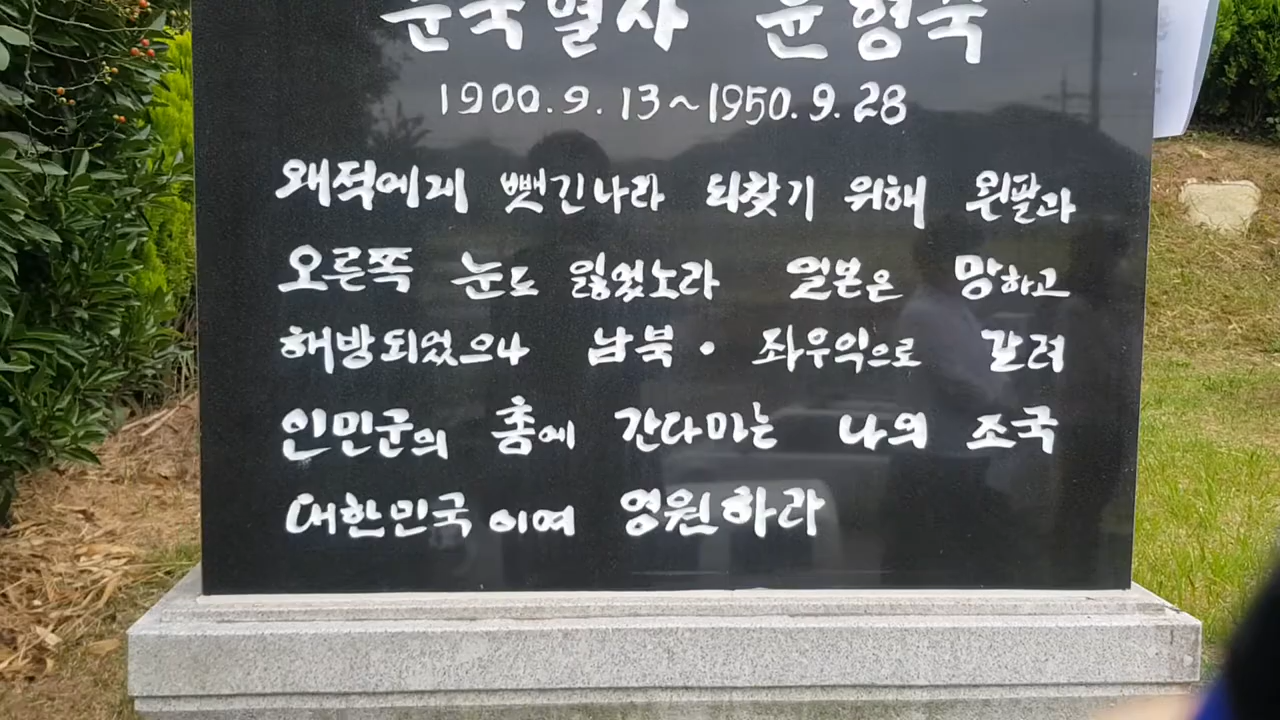 순국열사 윤형숙
1900.9.13~1950.9.28
왜적에게 뺏긴나라 되찾기 위해 왼팔과
오른쪽 눈도 잃었노라 일본은 망하고
해방되었으나 남북·좌우익으로 갈려
인민군의 총에 간다마는 나의 조국
대한민국이여 영원하라